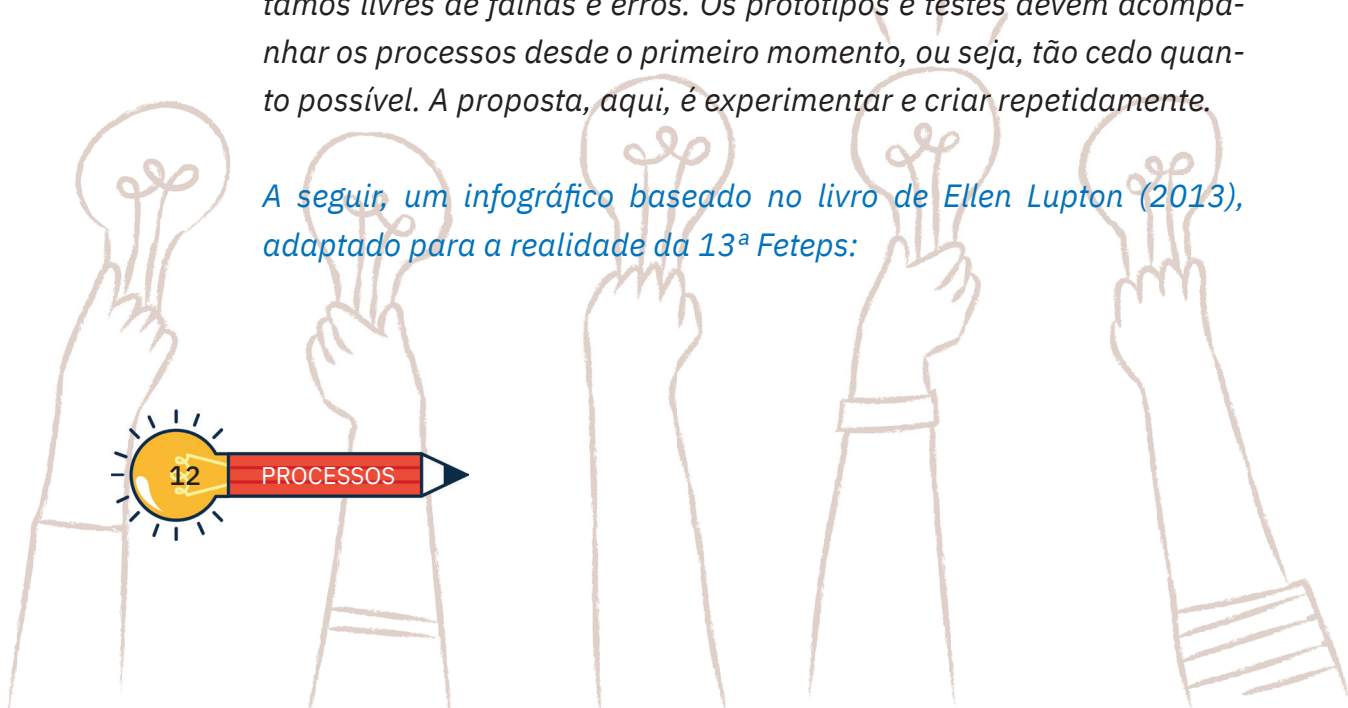 tamos livres de falhas e erros. Os protótipos e testes devem acompa-
nhar os processos desde o primeiro momento, ou seja, tão cedo quan-
to possível. A proposta, aqui, é experimentar e criar repetidamente.
A seguir, um infográfico baseado no livro de Ellen Lupton (2013),
adaptado para a realidade da 13ª Feteps:
12 PROCESSOS